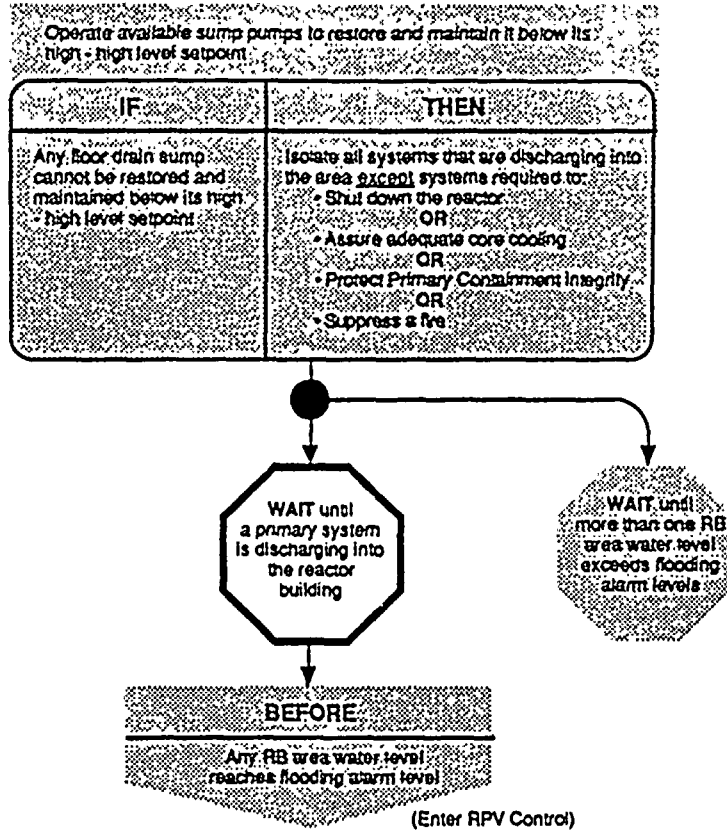 Operate available sump pumps to restore and maintain it below its
high - high level setpoint
IF
THEN
Any floor drain sump
cannot be restored and
maintained below its high
- high level setpoint
Isolate all systems that are discharging into
the area except systems required to:
• Shut down the reactor
OR
• Assure adequate core cooling
OR
• Protect Primary Containment Integrity
OR
• Suppress a fire
WAIT until
a primary system
is discharging into
the reactor
building
WAIT until
more than one RB
area water level
exceeds flooding
alarm levels
BEFORE
Any RB area water level
reaches flooding alarm level
(Enter RPV Control)